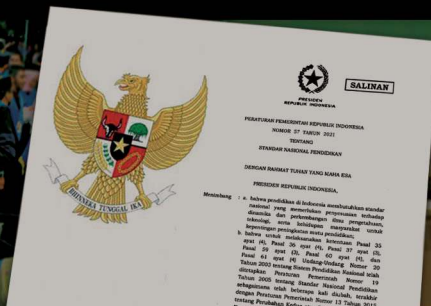 PRESIDEN
REPUBLIK INDONESIA
SALINAN
PERATURAN PEMERINTAH REPUBLIK INDONESIA
NOMOR 57 TAHUN 2021
TENTANG
STANDAR NASIONAL PENDIDIKAN
DENGAN RAHMAT TUHAN YANG MAHA ESA
PRESIDEN REPUBLIK INDONESIA,
BHINNEKA TUNGGAL IKA
Menimbang : a. bahwa pendidikan di Indonesia membutuhkan standar
nasional yang memerlukan penyesuaian terhadap
dinamika dan perkembangan ilmu pengetahuan,
teknologi, serta kehidupan masyarakat untuk
kepentingan peningkatan mutu pendidikan;
b. bahwa untuk melaksanakan ketentuan Pasal 35
ayat (4), Pasal 36 ayat (4), Pasal 37 ayat (3),
Pasal 59 ayat (3), Pasal 60 ayat (4), dan
Pasal 61 ayat (4) Undang-Undang Nomor 20
Tahun 2003 tentang Sistem Pendidikan Nasional telah
ditetapkan Peraturan Pemerintah Nomor 19
Tahun 2005 tentang Standar Nasional Pendidikan
sebagaimana telah beberapa kali diubah, terakhir
dengan Peraturan Pemerintah Nomor 13 Tahun 2015
tentang Perubahan Kedua